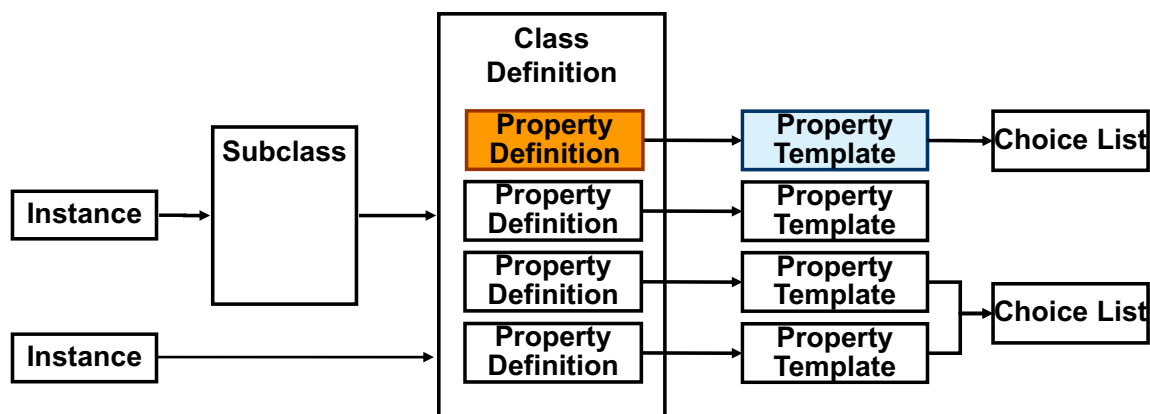 Class
Definition
Property
Definition
Property
Template
Choice List
Subclass
Instance
Property
Definition
Property
Template
Property
Definition
Property
Template
Choice List
Instance
Property
Definition
Property
Template